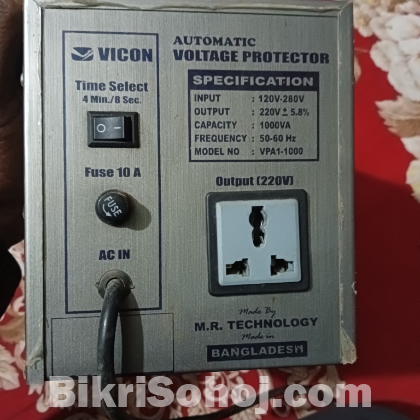 VICON
AUTOMATIC
VOLTAGE PROTECTOR
Time Select
4 Min./8 Sec.
SPECIFICATION
INPUT : 120V-280V
OUTPUT : 220V ± 5.8%
CAPACITY : 1000VA
FREQUENCY : 50-60 Hz
MODEL NO : VPA1-1000
Fuse 10 A
FUSE
Output (220V)
AC IN
Made By
M.R. TECHNOLOGY
Made in
BANGLADESH
BikriSohoj.com